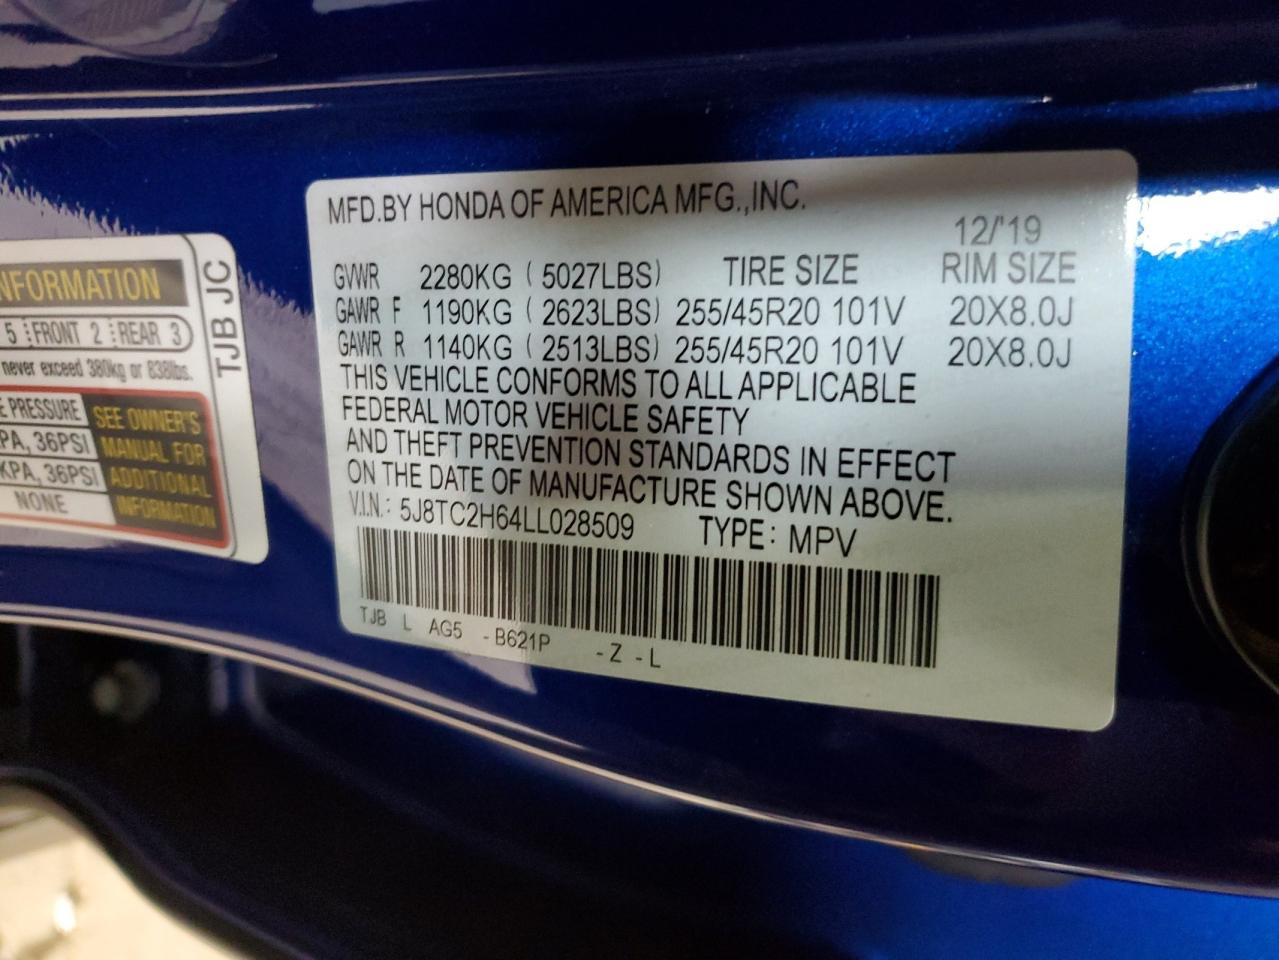 NFORMATION
5 FRONT 2 REAR 3
never exceed 380kg or 838lbs.
E PRESSURE
PA, 36PSI
KPA, 36PSI
NONE
SEE OWNER'S
MANUAL FOR
ADDITIONAL
INFORMATION
TJB JC
MFD.BY HONDA OF AMERICA MFG.,INC.
12/'19
GVWR 2280KG (5027LBS) TIRE SIZE RIM SIZE
GAWR F 1190KG (2623LBS) 255/45R20 101V 20X8.0J
GAWR R 1140KG (2513LBS) 255/45R20 101V 20X8.0J
THIS VEHICLE CONFORMS TO ALL APPLICABLE
FEDERAL MOTOR VEHICLE SAFETY
AND THEFT PREVENTION STANDARDS IN EFFECT
ON THE DATE OF MANUFACTURE SHOWN ABOVE.
V.I.N.: 5J8TC2H64LL028509 TYPE: MPV
TJB L AG5 -B621P -Z -L